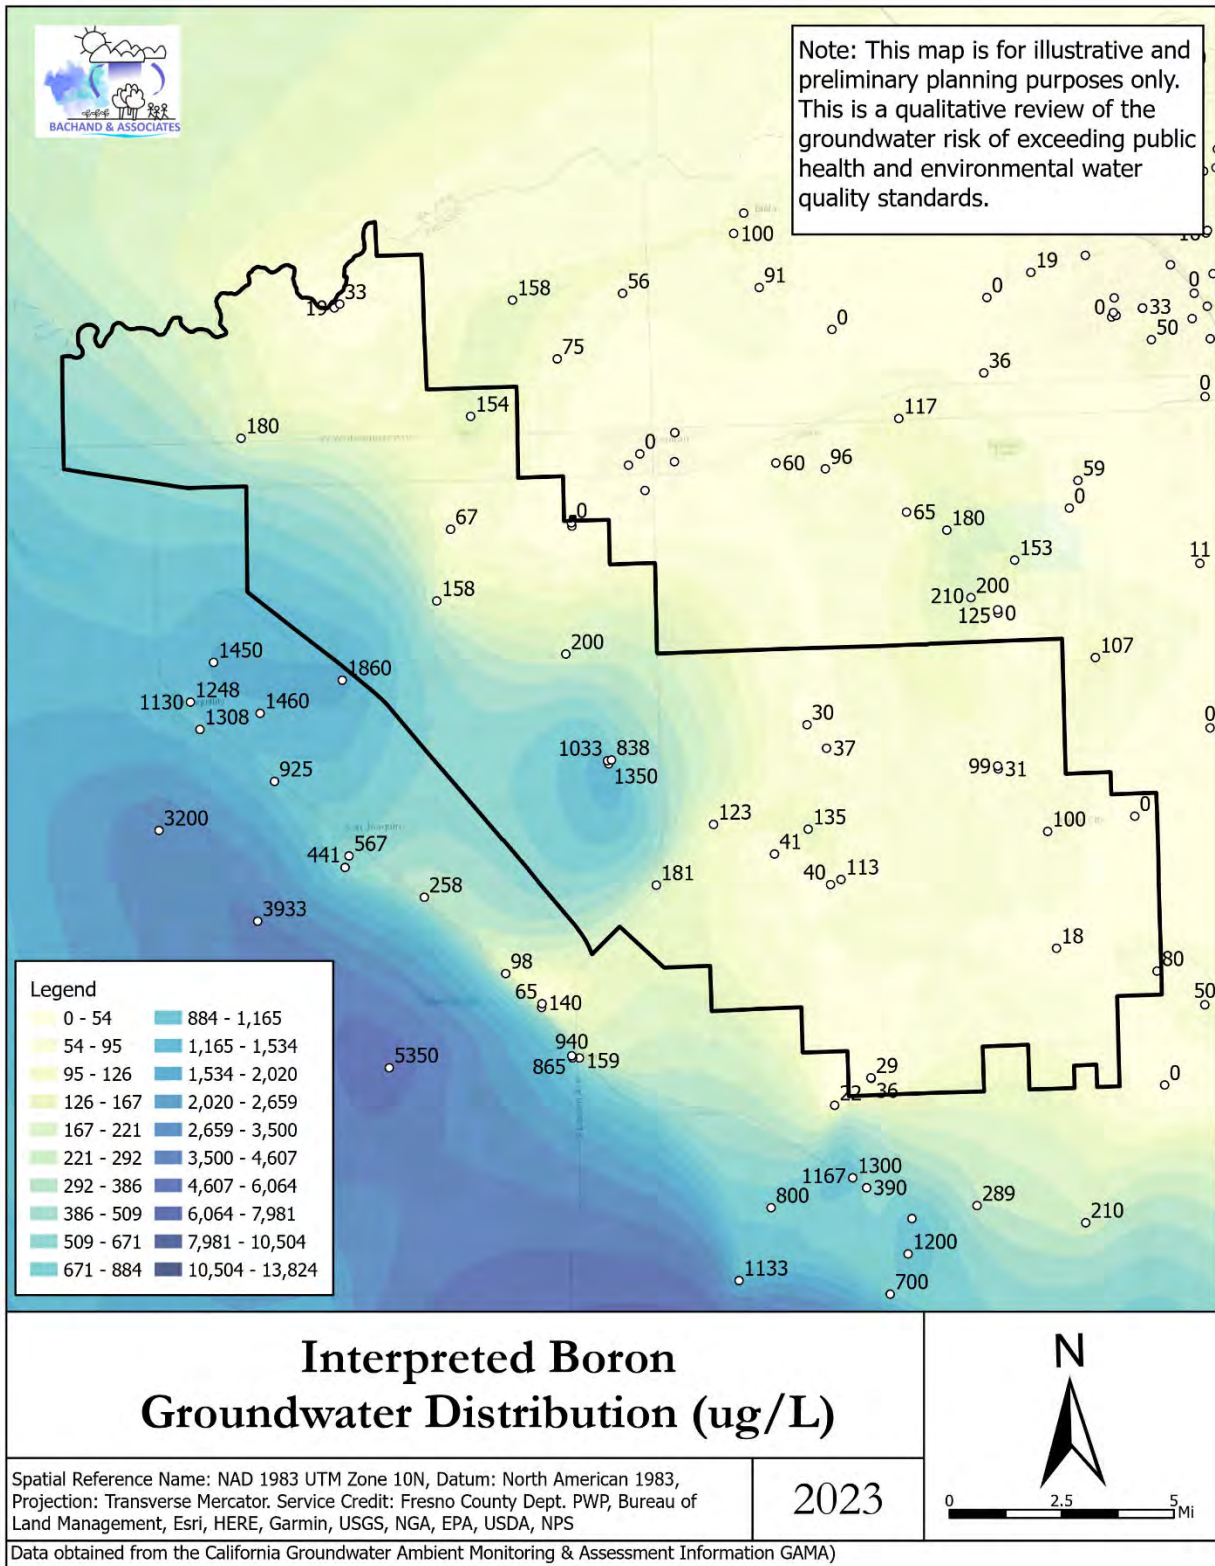 BACHAND & ASSOCIATES
Note: This map is for illustrative and
preliminary planning purposes only.
This is a qualitative review of the
groundwater risk of exceeding public
health and environmental water
quality standards.
100
19
33
19
158
56
91
0
0
0
33
50
75
36
0
154
117
180
0
60
96
59
0
67
0
65
180
153
11
158
210
200
125
90
200
107
1450
1860
1248
1130
1460
1308
30
0
37
1033
838
1350
99
31
925
3200
123
135
0
100
567
441
41
40
113
181
258
3933
18
98
80
65
140
50
940
865
159
5350
29
36
22
0
1300
1167
390
800
289
210
1200
1133
700
Legend
0 - 54
54 - 95
95 - 126
126 - 167
167 - 221
221 - 292
292 - 386
386 - 509
509 - 671
671 - 884
884 - 1,165
1,165 - 1,534
1,534 - 2,020
2,020 - 2,659
2,659 - 3,500
3,500 - 4,607
4,607 - 6,064
6,064 - 7,981
7,981 - 10,504
10,504 - 13,824
Interpreted Boron
Groundwater Distribution (ug/L)
Spatial Reference Name: NAD 1983 UTM Zone 10N, Datum: North American 1983,
Projection: Transverse Mercator. Service Credit: Fresno County Dept. PWP, Bureau of
Land Management, Esri, HERE, Garmin, USGS, NGA, EPA, USDA, NPS
2023
N
0 2.5 5
Mi
Data obtained from the California Groundwater Ambient Monitoring & Assessment Information GAMA)